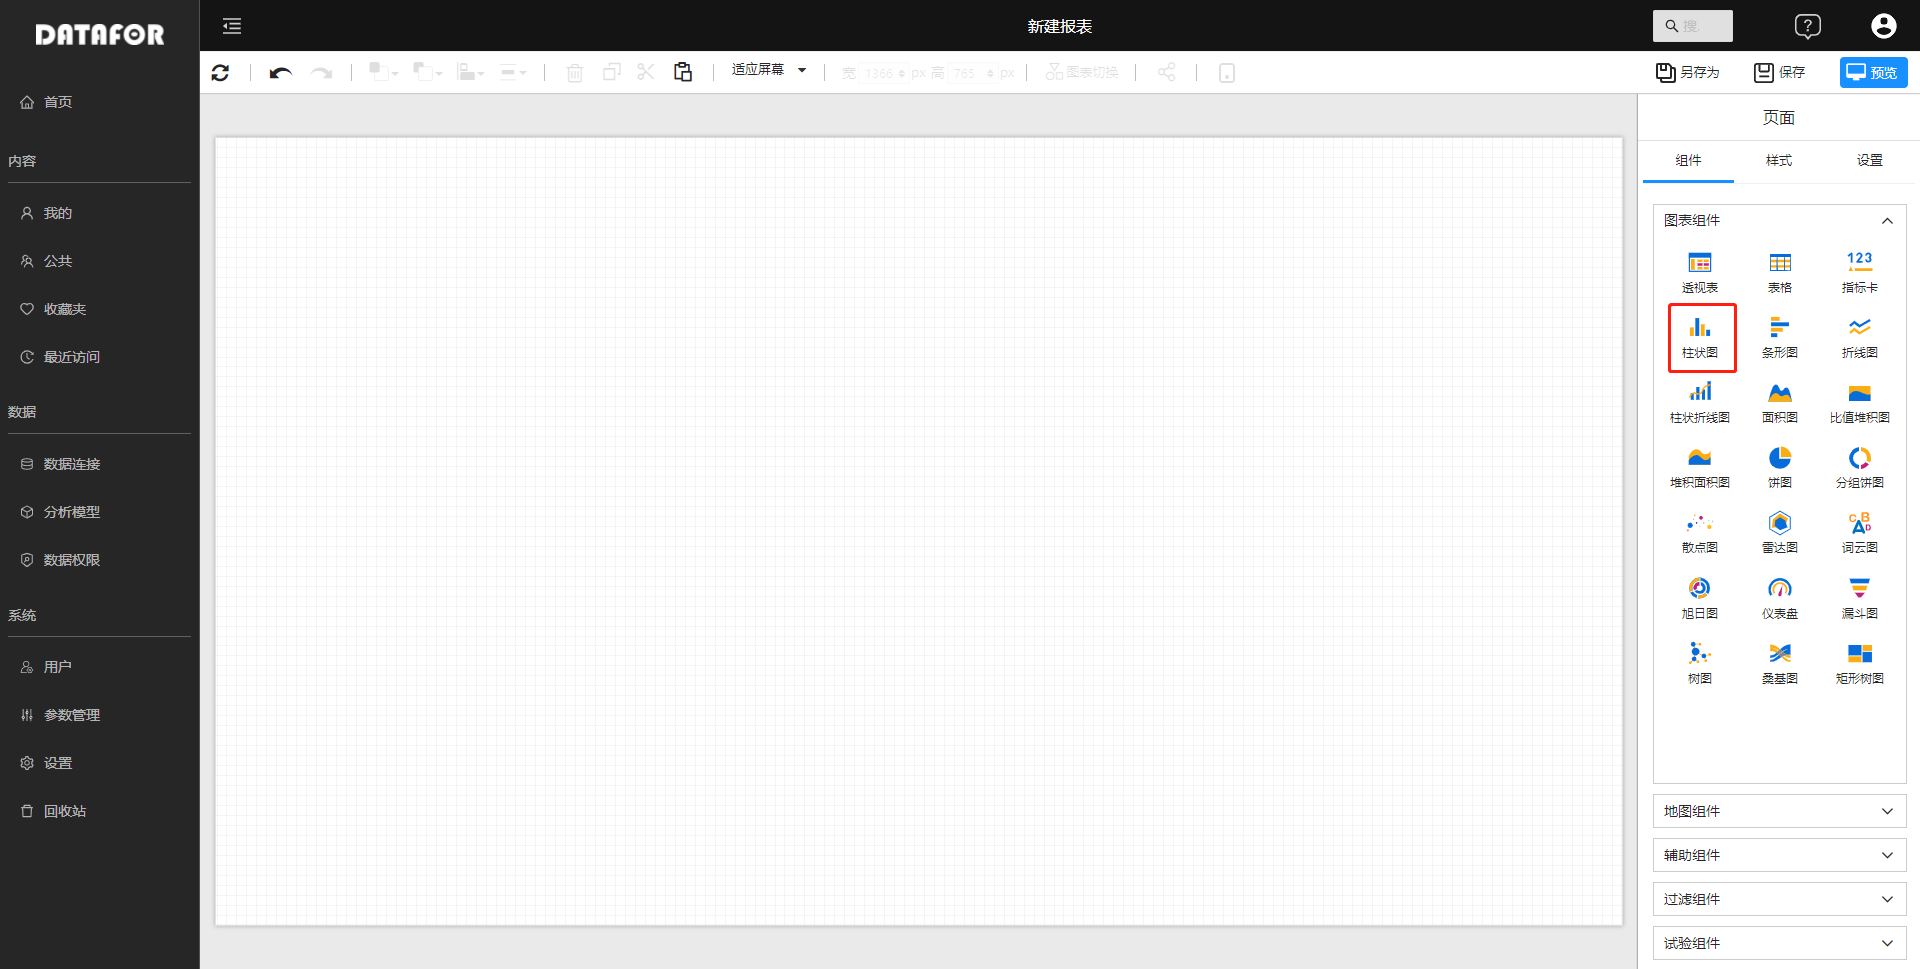 DATAFOR
新建报表
搜
首页
内容
我的
公共
收藏夹
最近访问
数据
数据连接
分析模型
数据权限
系统
用户
参数管理
设置
回收站
适应屏幕
宽 1366 px 高 765 px
图表切换
另存为
保存
预览
页面
组件 样式 设置
图表组件
123
透视表 表格 指标卡
柱状图 条形图 折线图
柱状折线图 面积图 比值堆积图
堆积面积图 饼图 分组饼图
C B A D
散点图 雷达图 词云图
旭日图 仪表盘 漏斗图
树图 桑基图 矩形树图
地图组件
辅助组件
过滤组件
试验组件